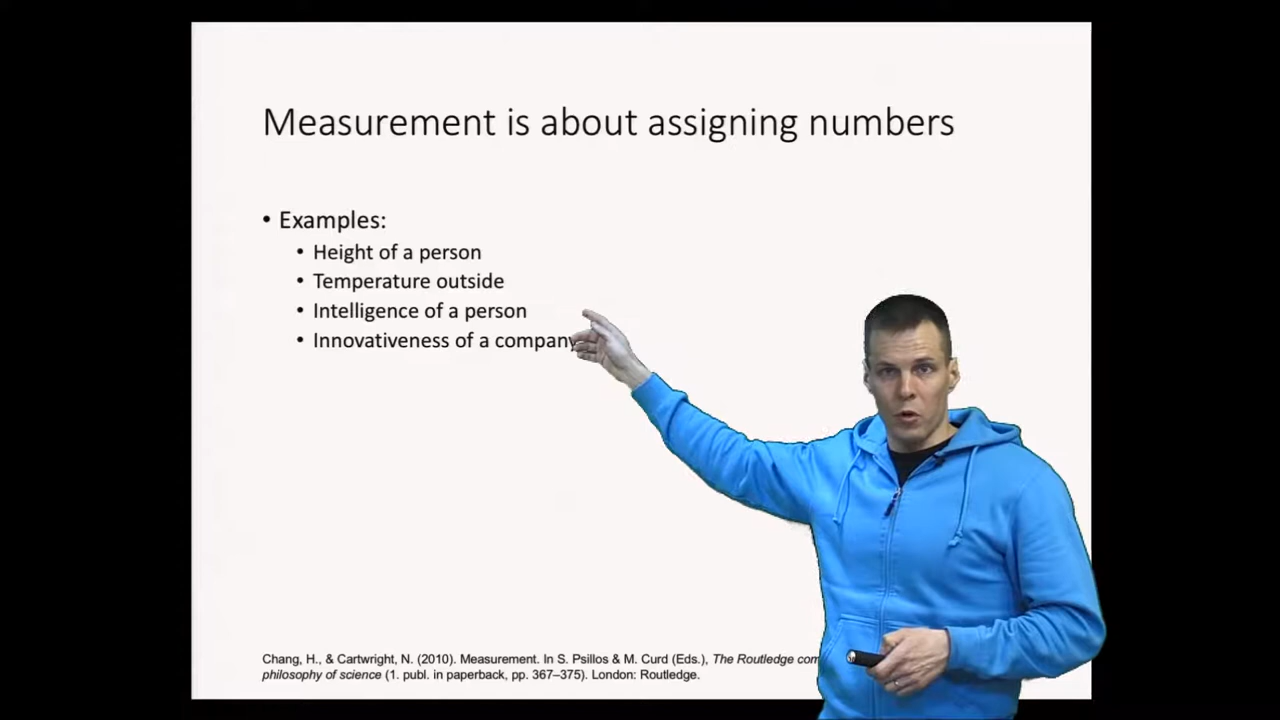 Measurement is about assigning numbers
• Examples:
• Height of a person
• Temperature outside
• Intelligence of a person
• Innovativeness of a company
Chang, H., & Cartwright, N. (2010). Measurement. In S. Psillos & M. Curd (Eds.), The Routledge
philosophy of science (1. publ. in paperback, pp. 367–375). London: Routledge.